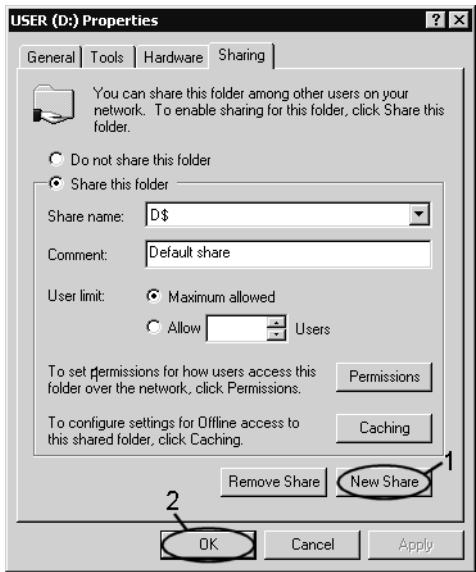 USER (D:) Properties
General Tools Hardware Sharing
You can share this folder among other users on your
network. To enable sharing for this folder, click Share this
folder.
Do not share this folder
Share this folder
Share name: D$
Comment: Default share
User limit: Maximum allowed
Allow Users
To set permissions for how users access this
folder over the network, click Permissions.
Permissions
To configure settings for Offline access to
this shared folder, click Caching.
Caching
1
Remove Share New Share
2
OK Cancel Apply